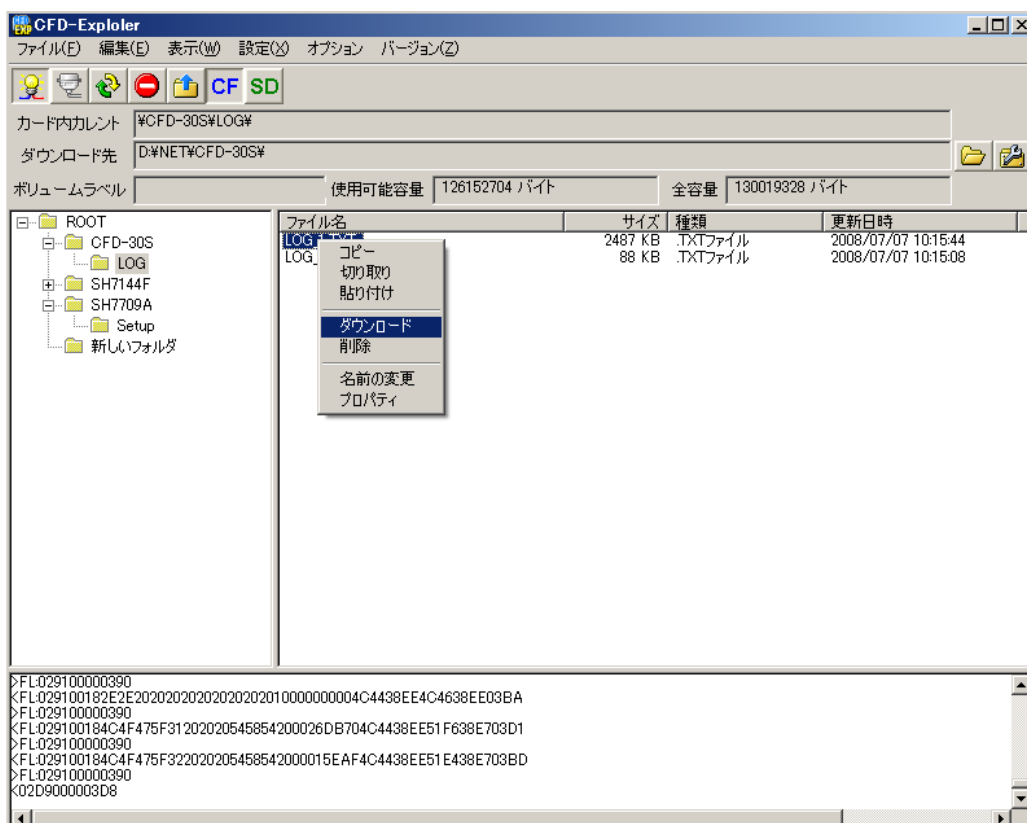 CFD-Exploler
ファイル(F) 編集(E) 表示(W) 設定(X) オプション バージョン(Z)
CF SD
カード内カレント ¥CFD-30S¥LOG¥
ダウンロード先 D:¥NET¥CFD-30S¥
ボリュームラベル 使用可能容量 126152704 バイト 全容量 130019328 バイト
ROOT
CFD-30S
LOG
SH7144F
SH7709A
Setup
新しいフォルダ
ファイル名 サイズ 種類 更新日時
2487 KB .TXTファイル 2008/07/07 10:15:44
LOG_ 88 KB .TXTファイル 2008/07/07 10:15:08
コピー
切り取り
貼り付け
ダウンロード
削除
名前の変更
プロパティ
>FL:029100000390
<FL:029100182E2E2020202020202020202010000000004C4438EE4C4638EE03BA
>FL:029100000390
<FL:029100184C4F475F3120202054585420002​6DB704C4438EE51F638E703D1
>FL:029100000390
<FL:029100184C4F475F322020205458542000015EAF4C4438EE51E438E703BD
>FL:029100000390
<02D9000003D8